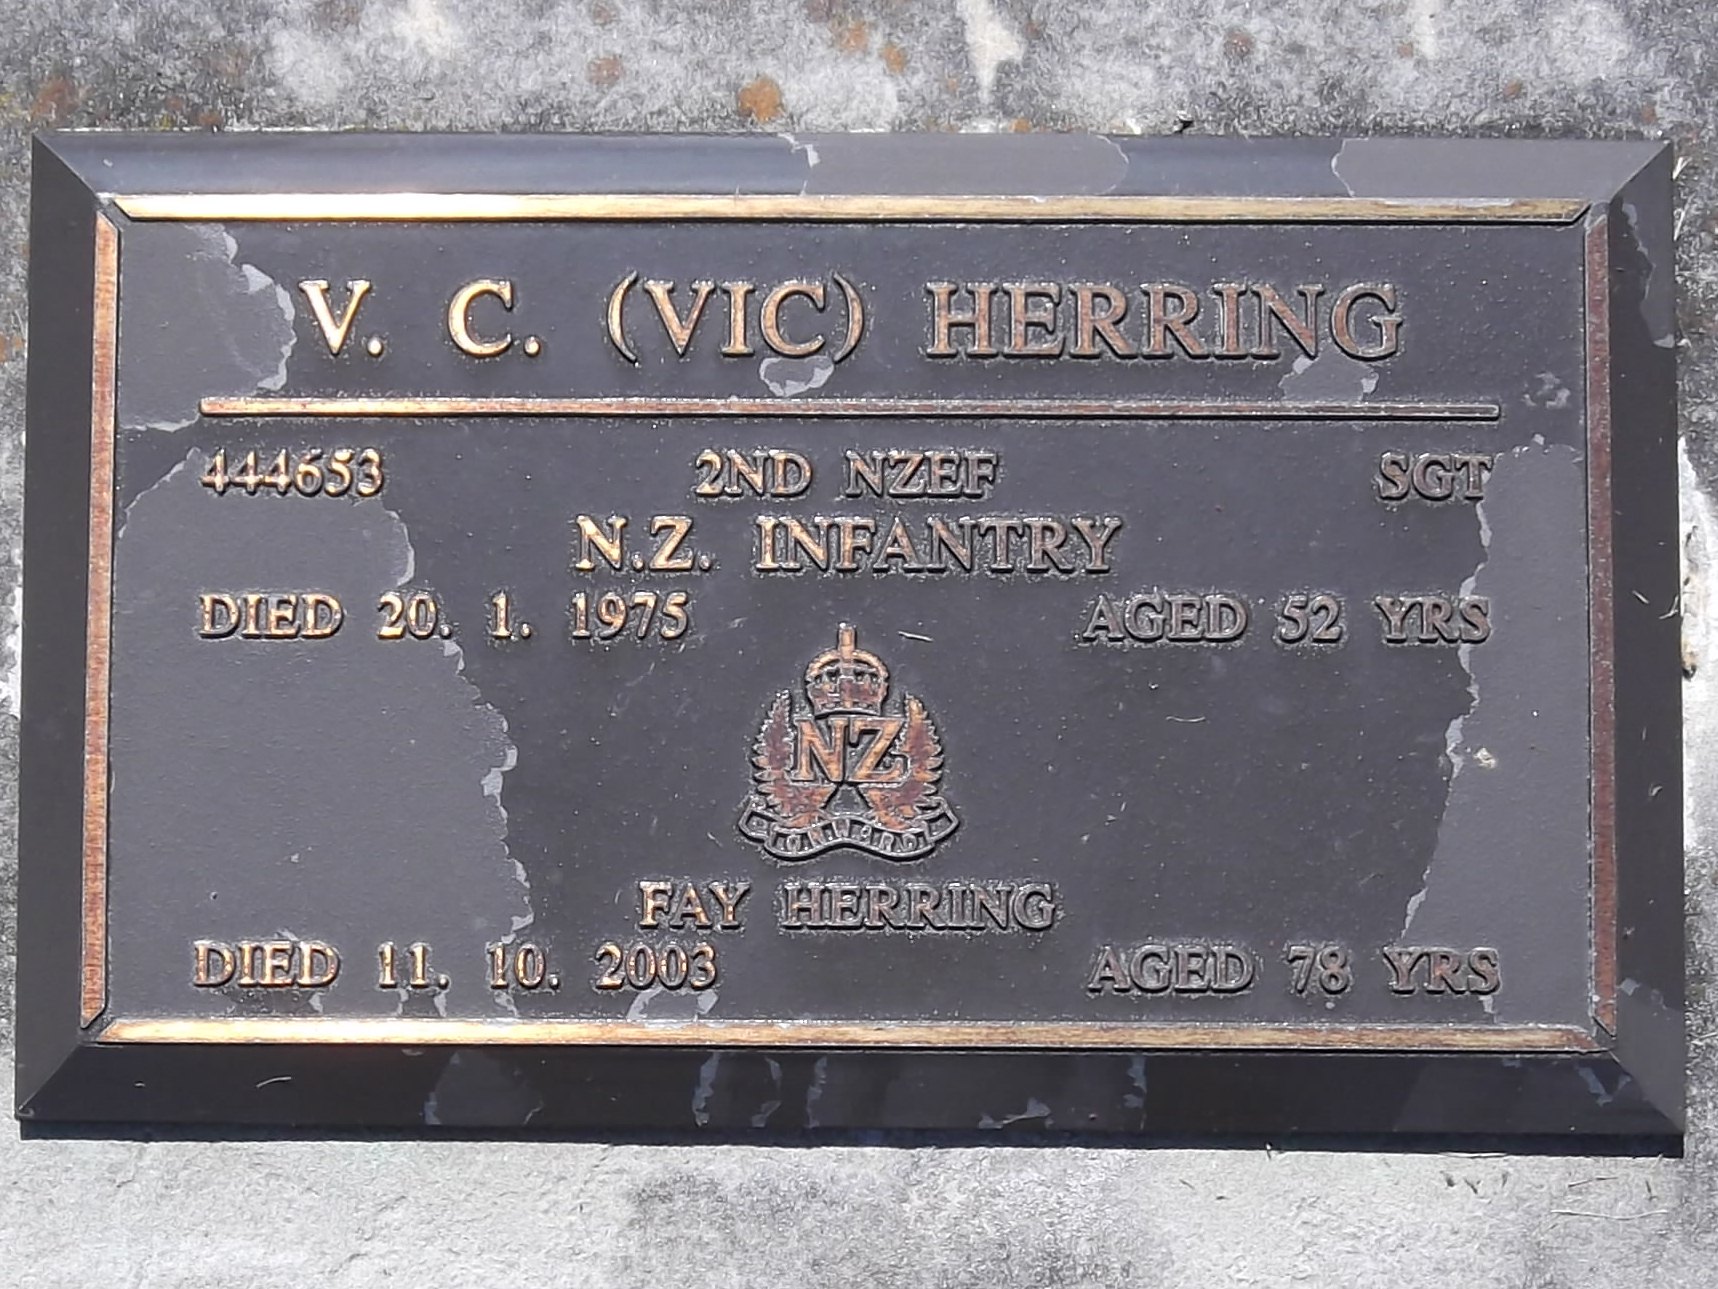 V. C. (VIC) HERRING
444653 2ND NZEF SGT
N.Z. INFANTRY
DIED 20. 1. 1975 AGED 52 YRS
NZ
ONWARD
FAY HERRING
DIED 11. 10. 2003 AGED 78 YRS